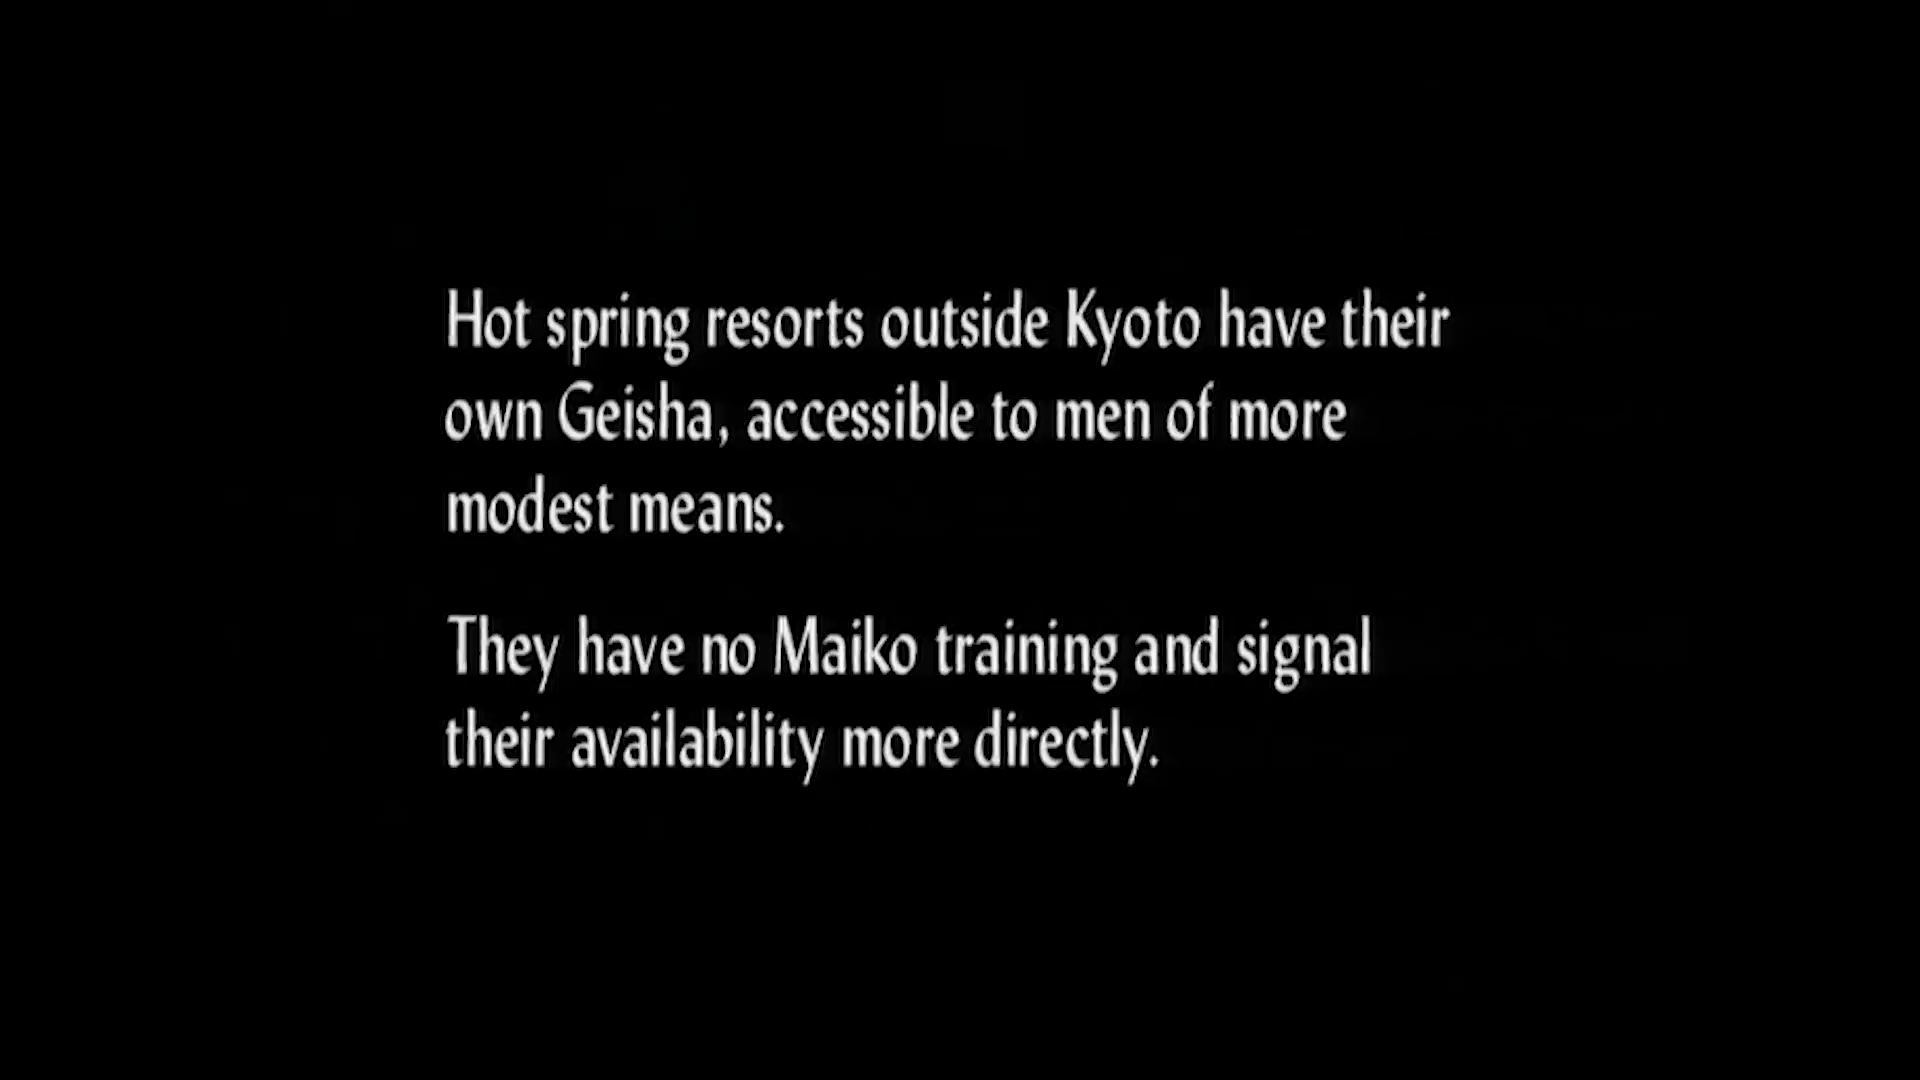 Hot spring resorts outside Kyoto have their
own Geisha, accessible to men of more
modest means.
They have no Maiko training and signal
their availability more directly.